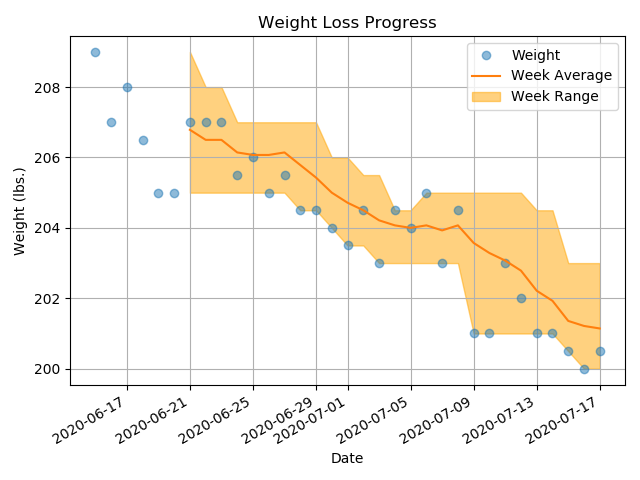 Weight Loss Progress
Weight
Week Average
Week Range
Weight (lbs.)
208
206
204
202
200
2020-06-17
2020-06-21
2020-06-25
2020-06-29
2020-07-01
2020-07-05
2020-07-09
2020-07-13
2020-07-17
Date